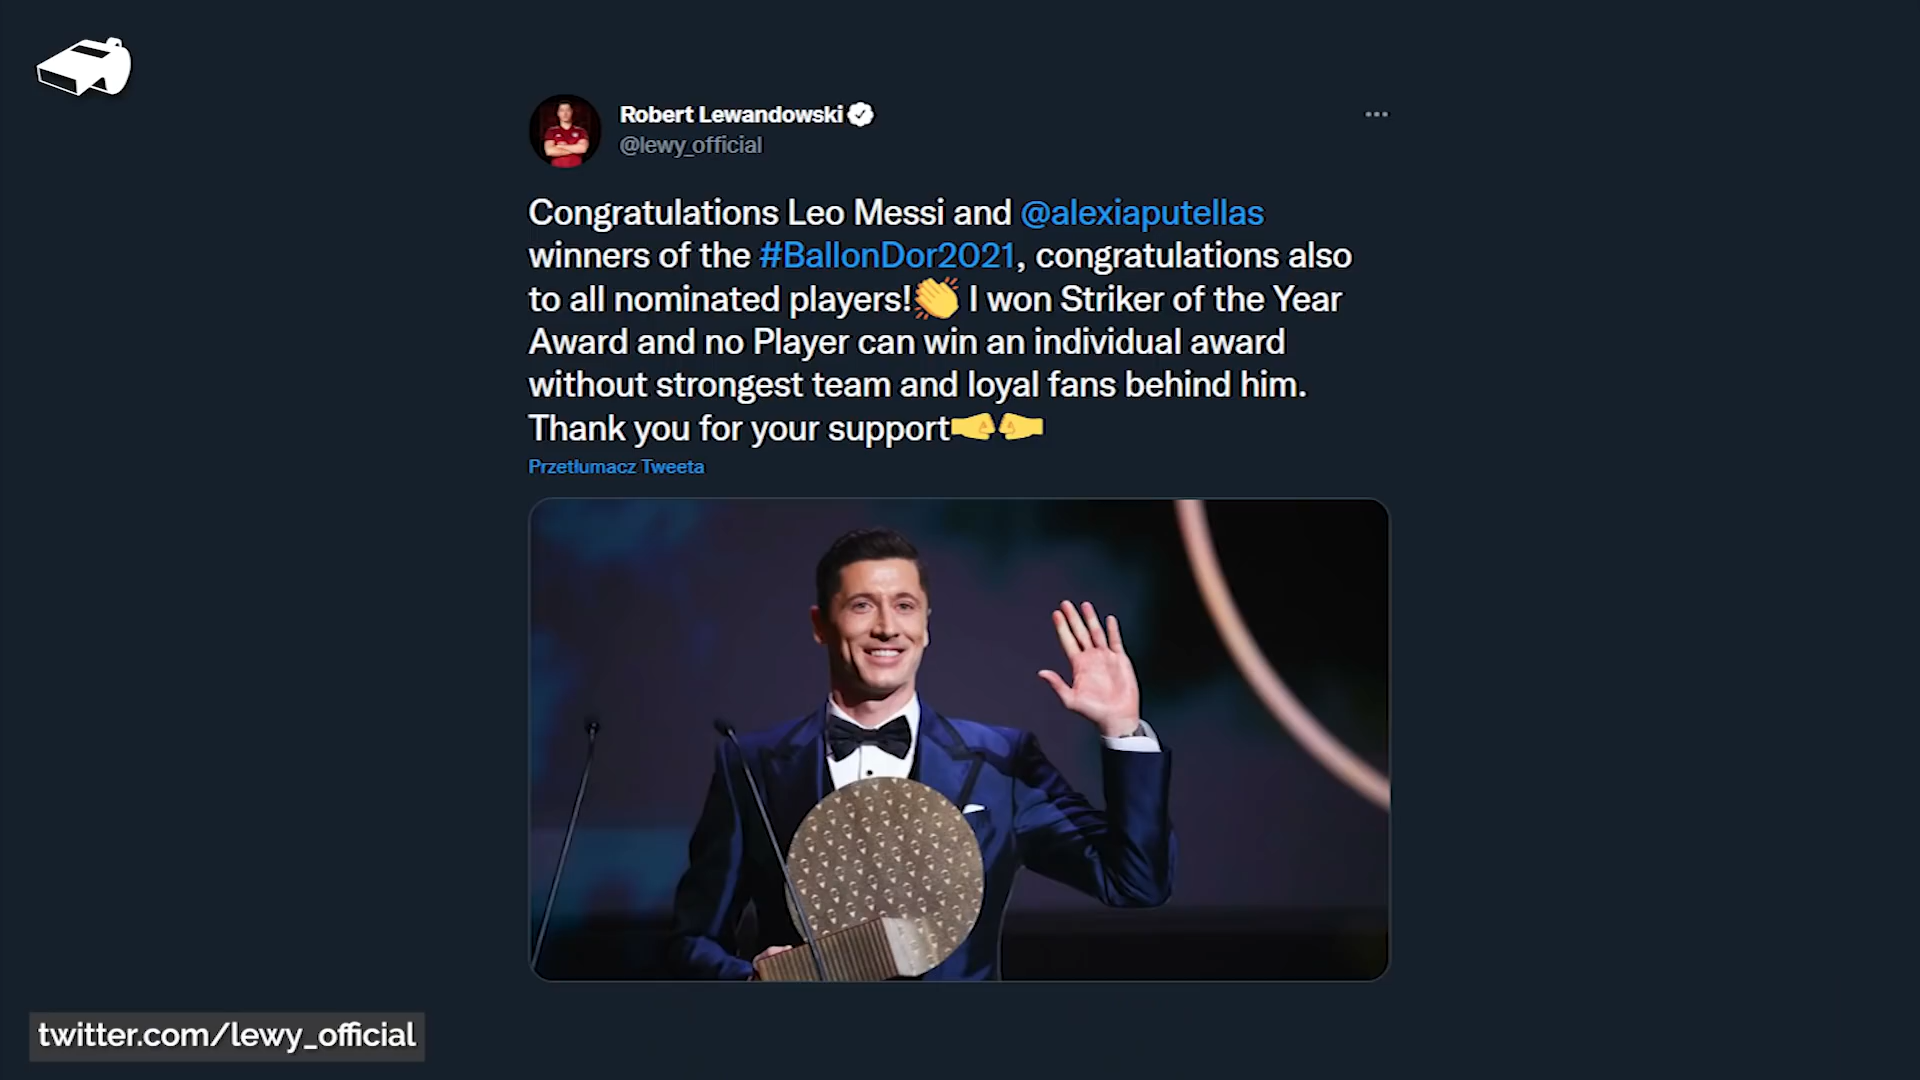 Robert Lewandowski
@lewy_official
Congratulations Leo Messi and @alexiaputellas
winners of the #BallonDor2021, congratulations also
to all nominated players!👏 I won Striker of the Year
Award and no Player can win an individual award
without strongest team and loyal fans behind him.
Thank you for your support🤜🤛
Przetłumacz Tweeta
twitter.com/lewy_official